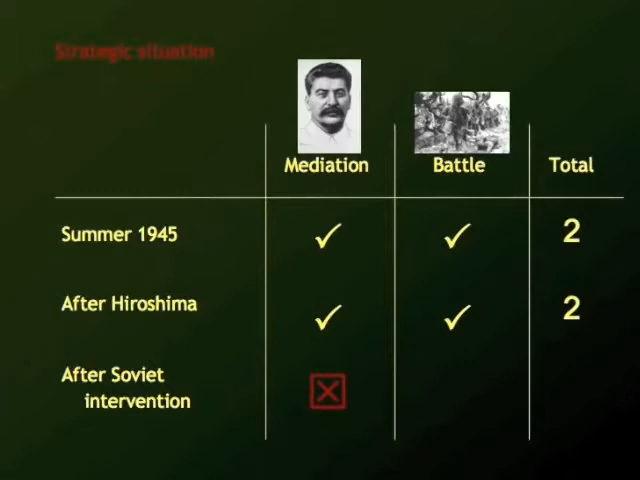 Strategic situation
Mediation Battle Total
Summer 1945 ✓ ✓ 2
After Hiroshima ✓ ✓ 2
After Soviet
intervention